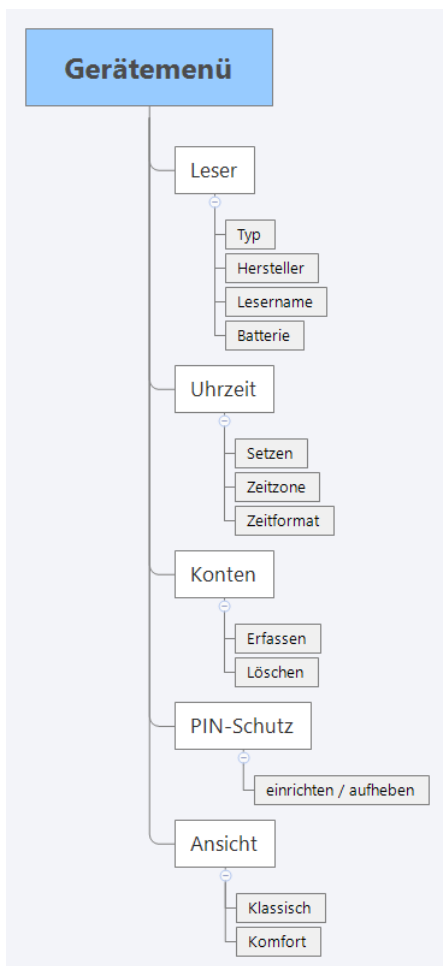 Gerätemenü
Leser
Typ
Hersteller
Lesername
Batterie
Uhrzeit
Setzen
Zeitzone
Zeitformat
Konten
Erfassen
Löschen
PIN-Schutz
einrichten / aufheben
Ansicht
Klassisch
Komfort